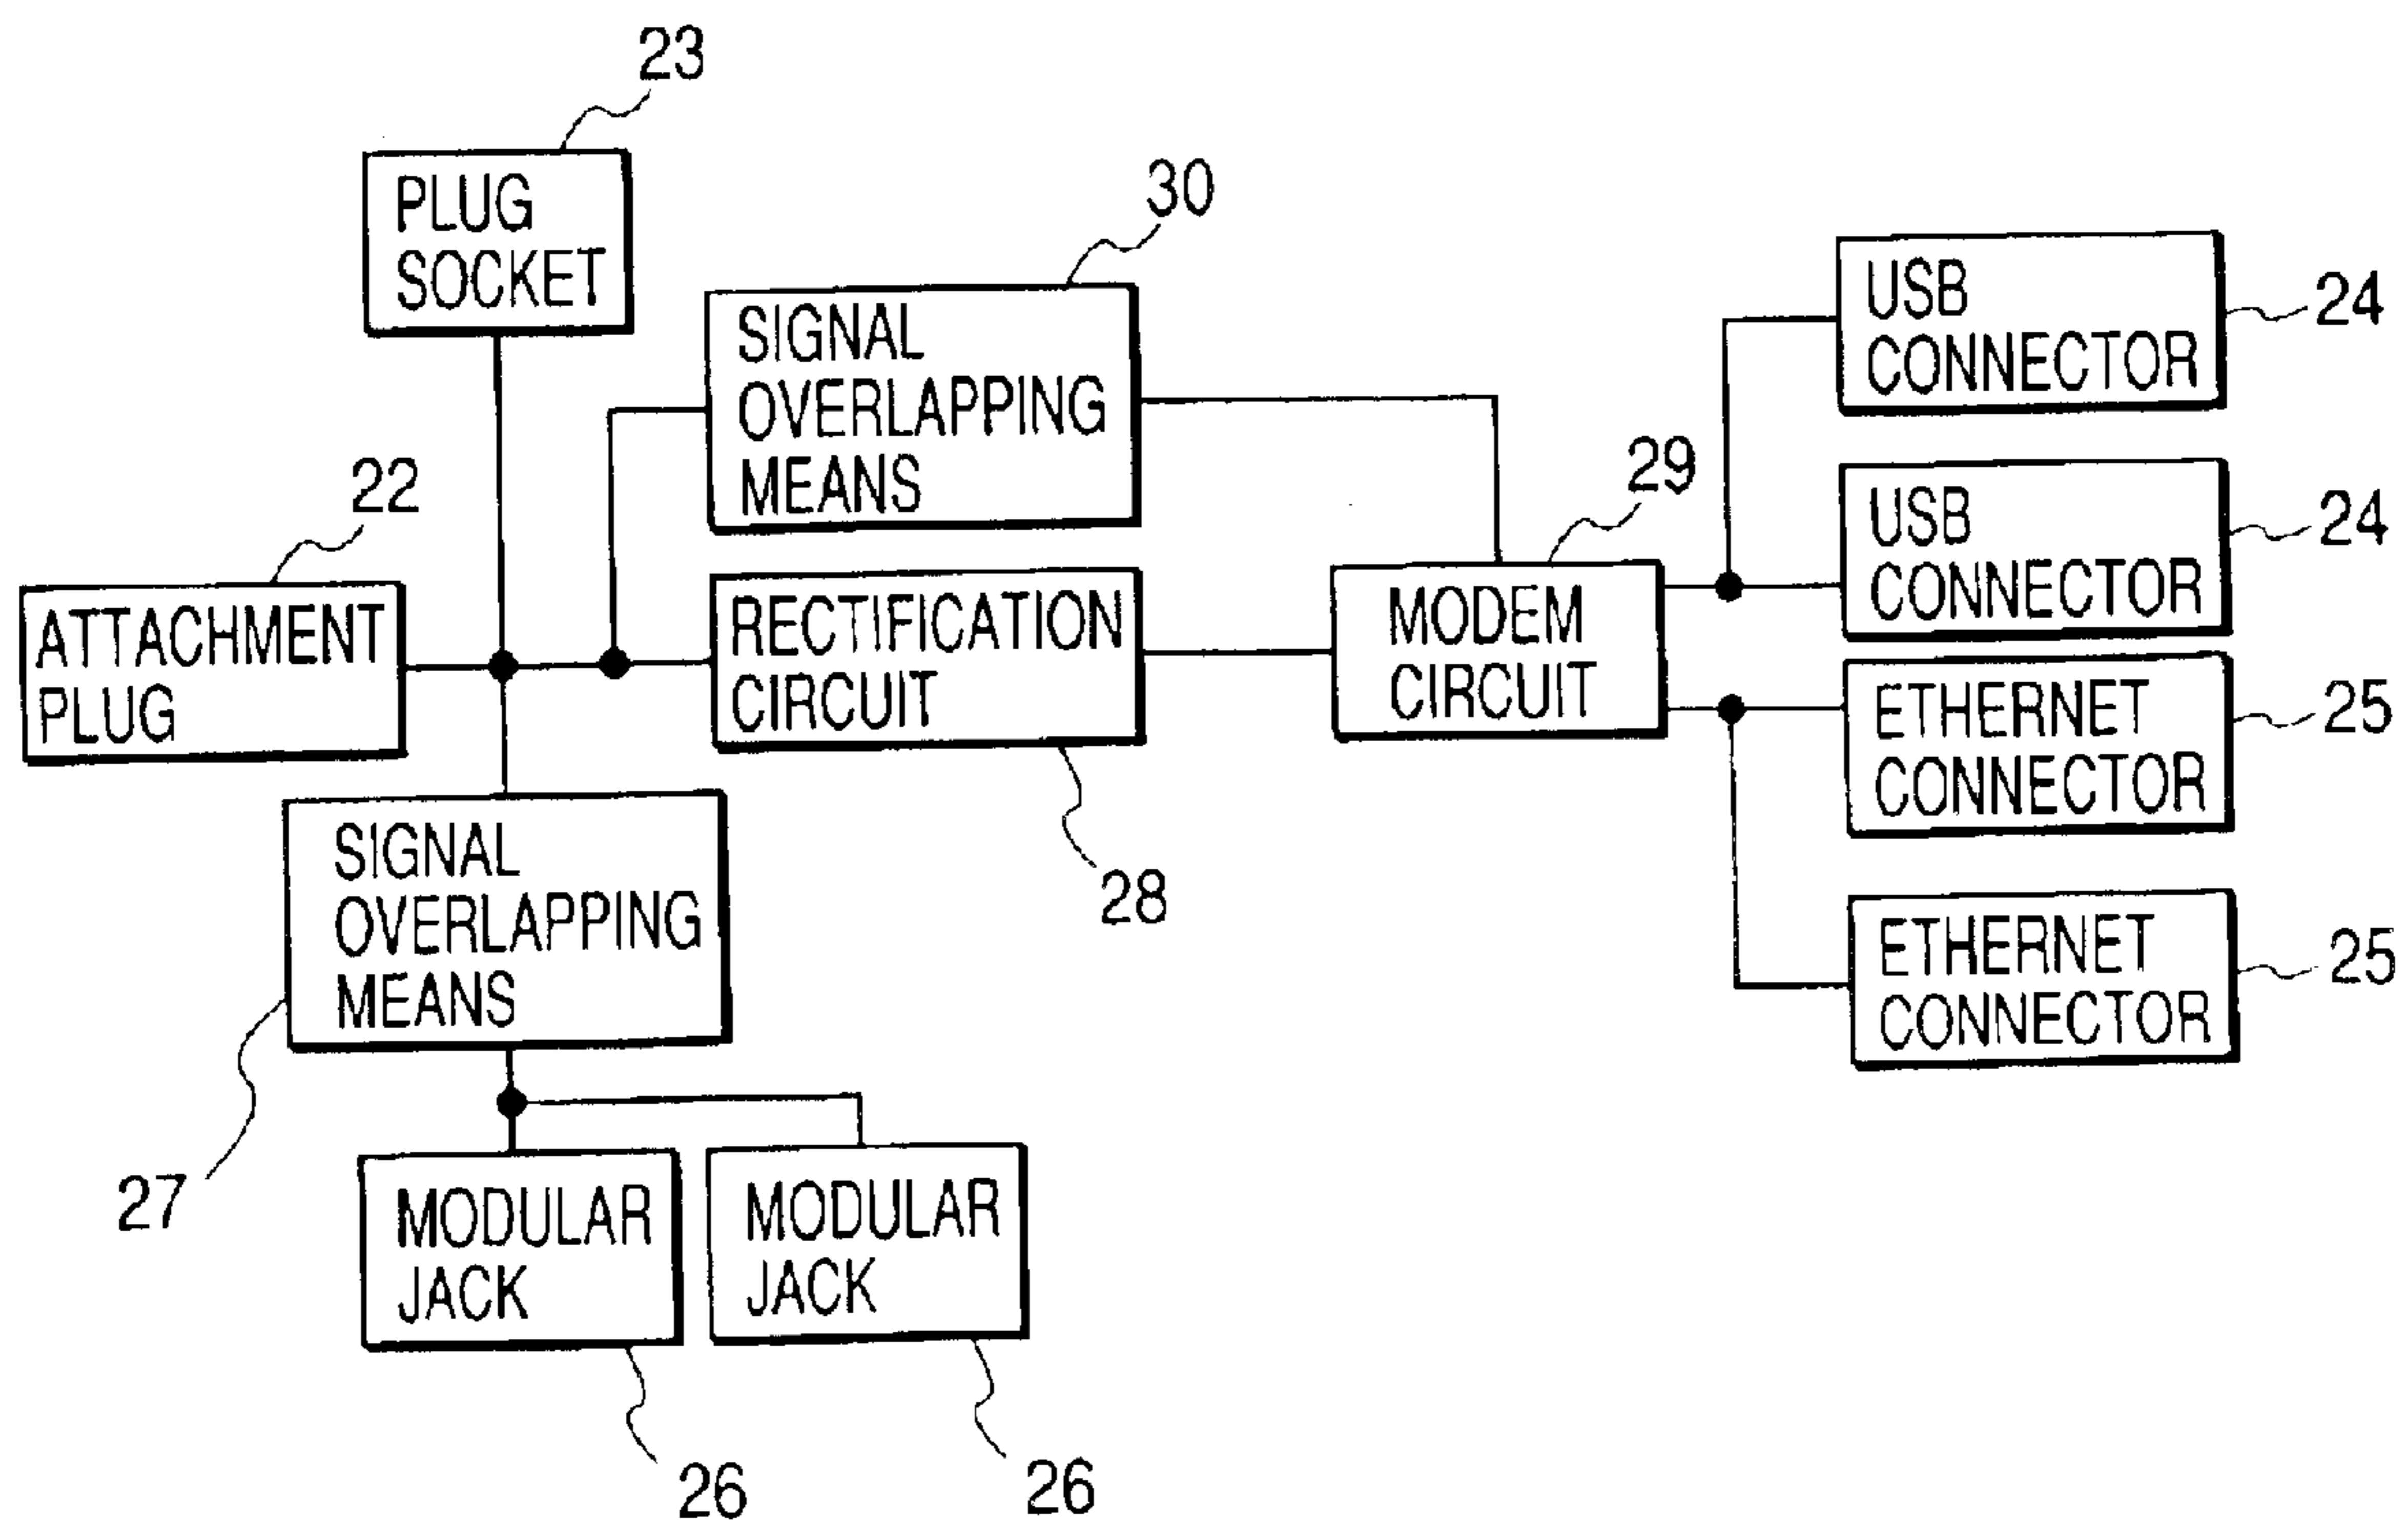 23
PLUG
SOCKET
30
SIGNAL
OVERLAPPING
MEANS
USB
CONNECTOR
24
22
29
USB
CONNECTOR
24
ATTACHMENT
PLUG
RECTIFICATION
CIRCUIT
MODEM
CIRCUIT
ETHERNET
CONNECTOR
25
28
SIGNAL
OVERLAPPING
MEANS
27
ETHERNET
CONNECTOR
25
MODULAR
JACK
MODULAR
JACK
26
26